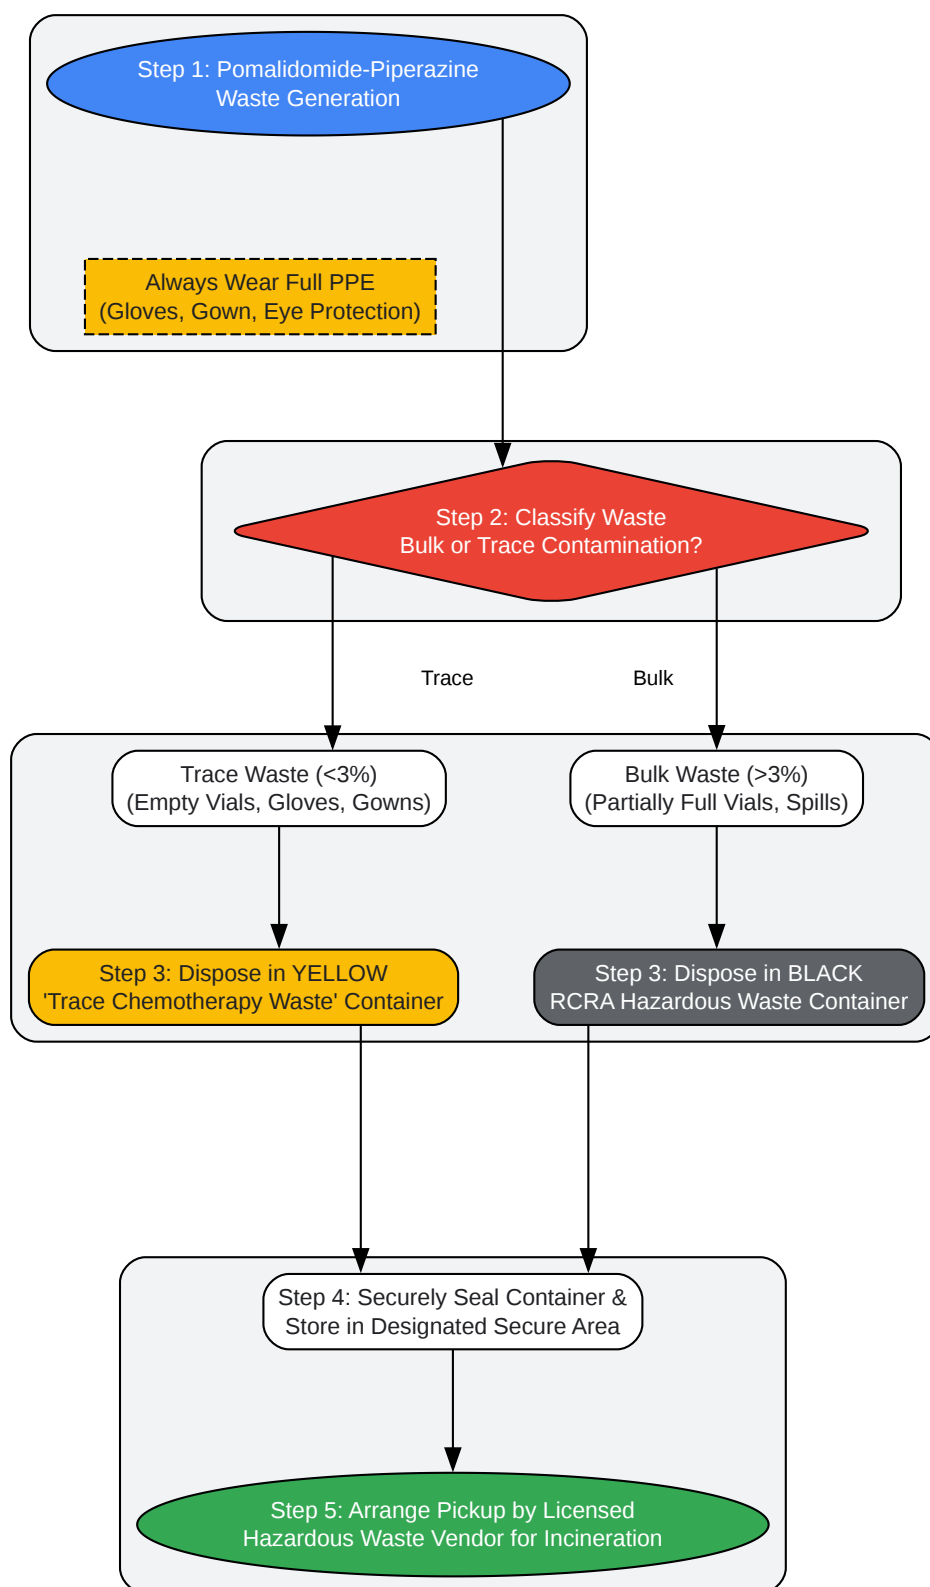 Step 1: Pomalidomide-Piperazine
Waste Generation
Always Wear Full PPE
(Gloves, Gown, Eye Protection)
Step 2: Classify Waste
Bulk or Trace Contamination?
Trace
Bulk
Trace Waste (<3%)
(Empty Vials, Gloves, Gowns)
Bulk Waste (>3%)
(Partially Full Vials, Spills)
Step 3: Dispose in YELLOW
'Trace Chemotherapy Waste' Container
Step 3: Dispose in BLACK
RCRA Hazardous Waste Container
Step 4: Securely Seal Container &
Store in Designated Secure Area
Step 5: Arrange Pickup by Licensed
Hazardous Waste Vendor for Incineration